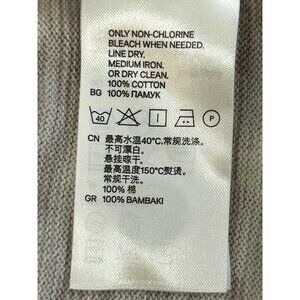 ONLY NON-CHLORINE
BLEACH WHEN NEEDED.
LINE DRY.
MEDIUM IRON.
OR DRY CLEAN.
100% COTTON
BG 100% ПАМУК
40 P
CN 最高水温40°C.常规洗涤.
不可漂白.
悬挂晾干.
最高温度150°C熨烫.
常规干洗.
100% 棉
GR 100% BAMBAKI